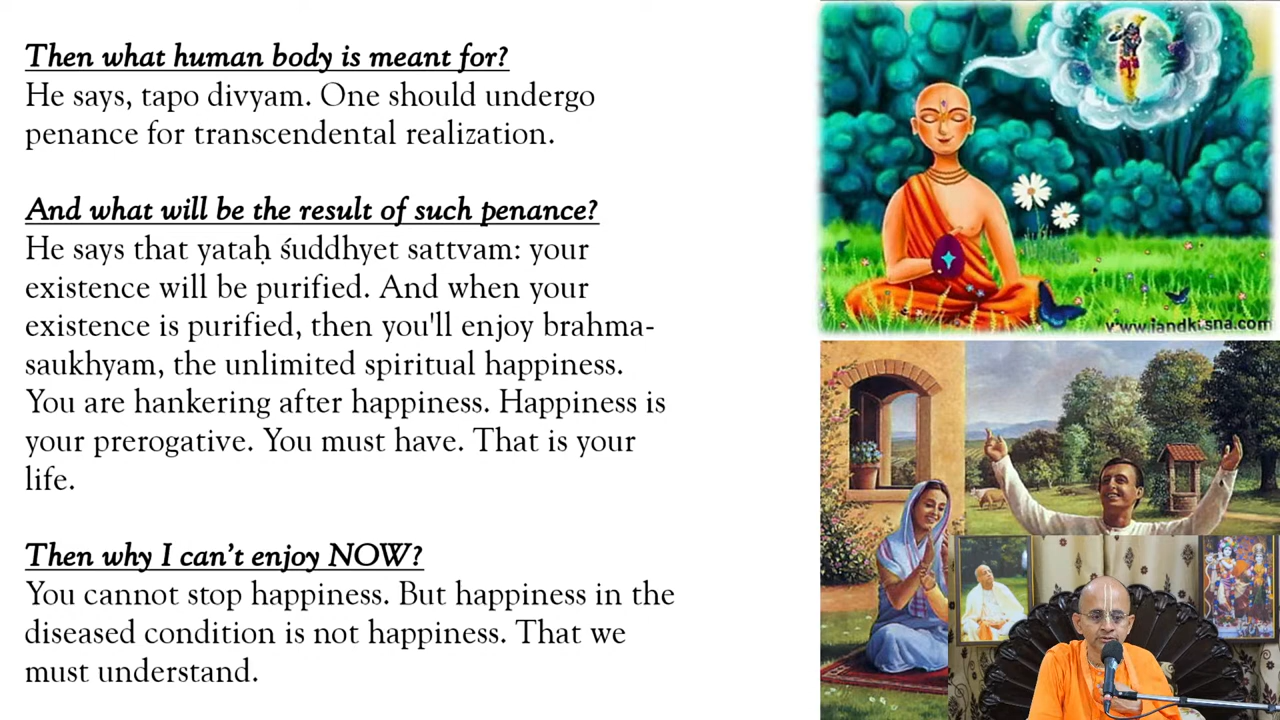 Then what human body is meant for?
He says, tapo divyam. One should undergo
penance for transcendental realization.
And what will be the result of such penance?
He says that yataḥ śuddhyet sattvam: your
existence will be purified. And when your
existence is purified, then you'll enjoy brahma-
saukhyam, the unlimited spiritual happiness.
You are hankering after happiness. Happiness is
your prerogative. You must have. That is your
life.
Then why I can't enjoy NOW?
You cannot stop happiness. But happiness in the
diseased condition is not happiness. That we
must understand.